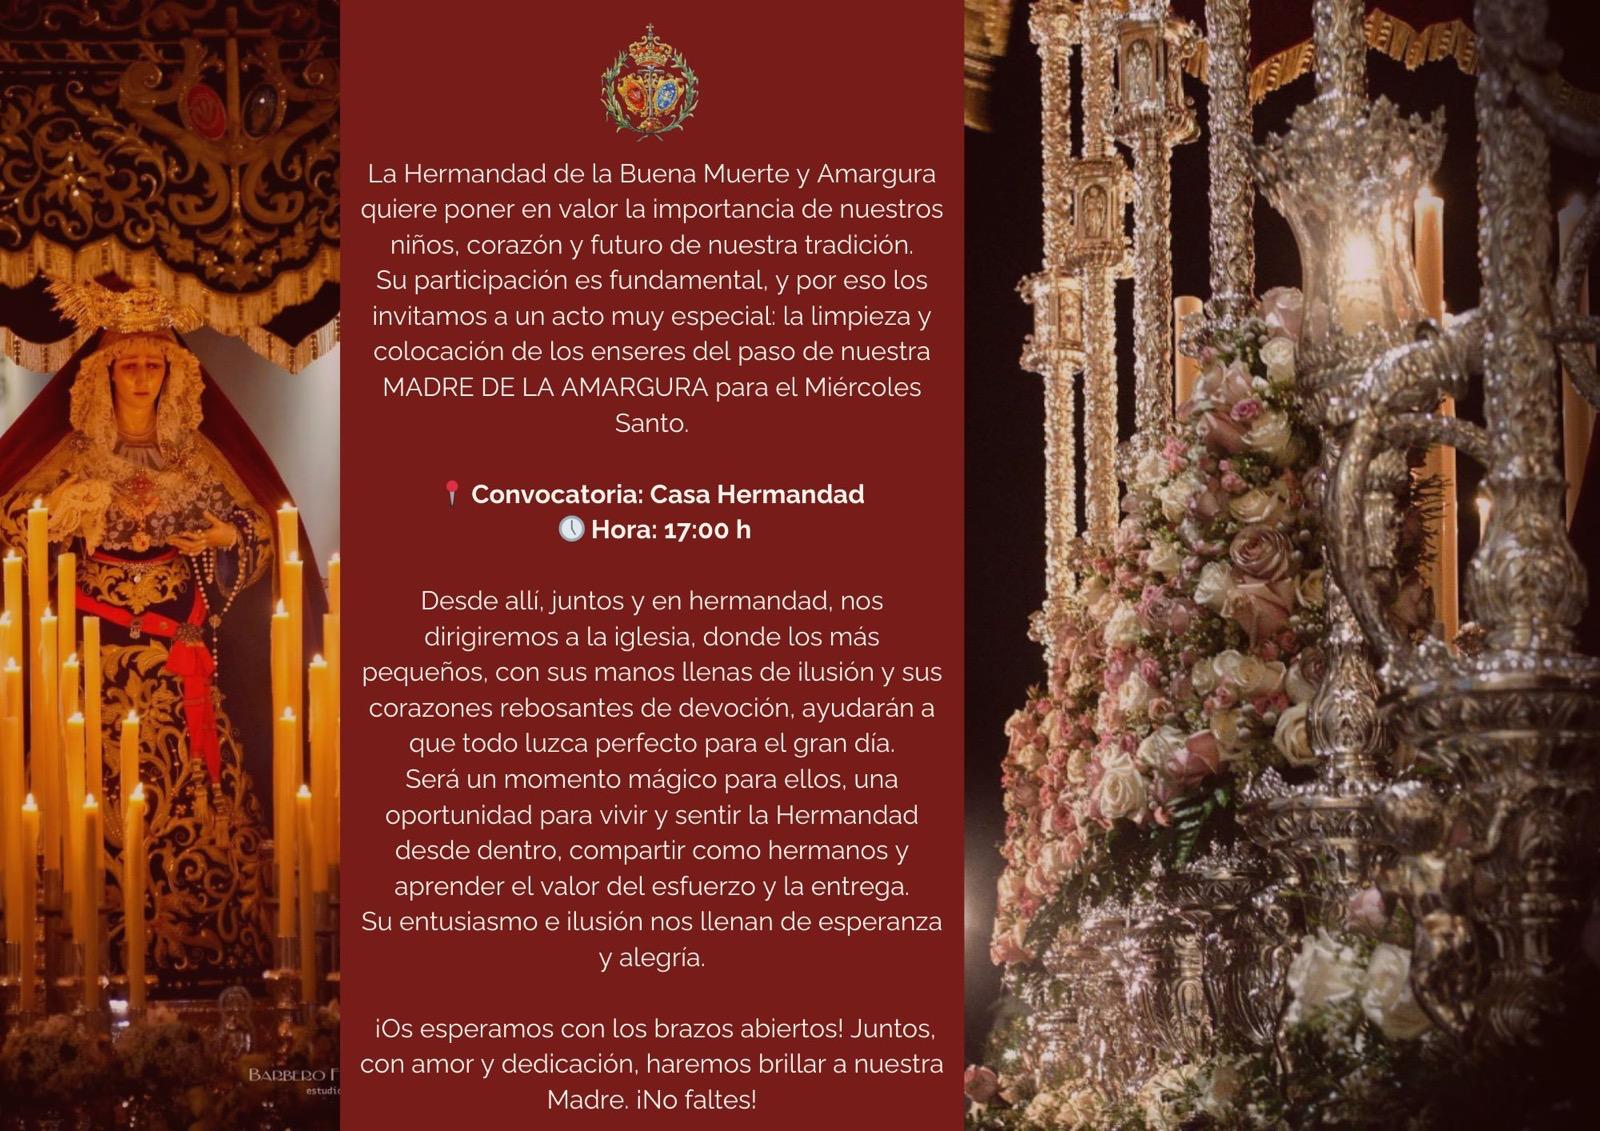 La Hermandad de la Buena Muerte y Amargura
quiere poner en valor la importancia de nuestros
niños, corazón y futuro de nuestra tradición.
Su participación es fundamental, y por eso los
invitamos a un acto muy especial: la limpieza y
colocación de los enseres del paso de nuestra
MADRE DE LA AMARGURA para el Miércoles
Santo.
📍 Convocatoria: Casa Hermandad
🕔 Hora: 17:00 h
Desde allí, juntos y en hermandad, nos
dirigiremos a la iglesia, donde los más
pequeños, con sus manos llenas de ilusión y sus
corazones rebosantes de devoción, ayudarán a
que todo luzca perfecto para el gran día.
Será un momento mágico para ellos, una
oportunidad para vivir y sentir la Hermandad
desde dentro, compartir como hermanos y
aprender el valor del esfuerzo y la entrega.
Su entusiasmo e ilusión nos llenan de esperanza
y alegría.
¡Os esperamos con los brazos abiertos! Juntos,
con amor y dedicación, haremos brillar a nuestra
Madre. ¡No faltes!
BARBERO F
estudio